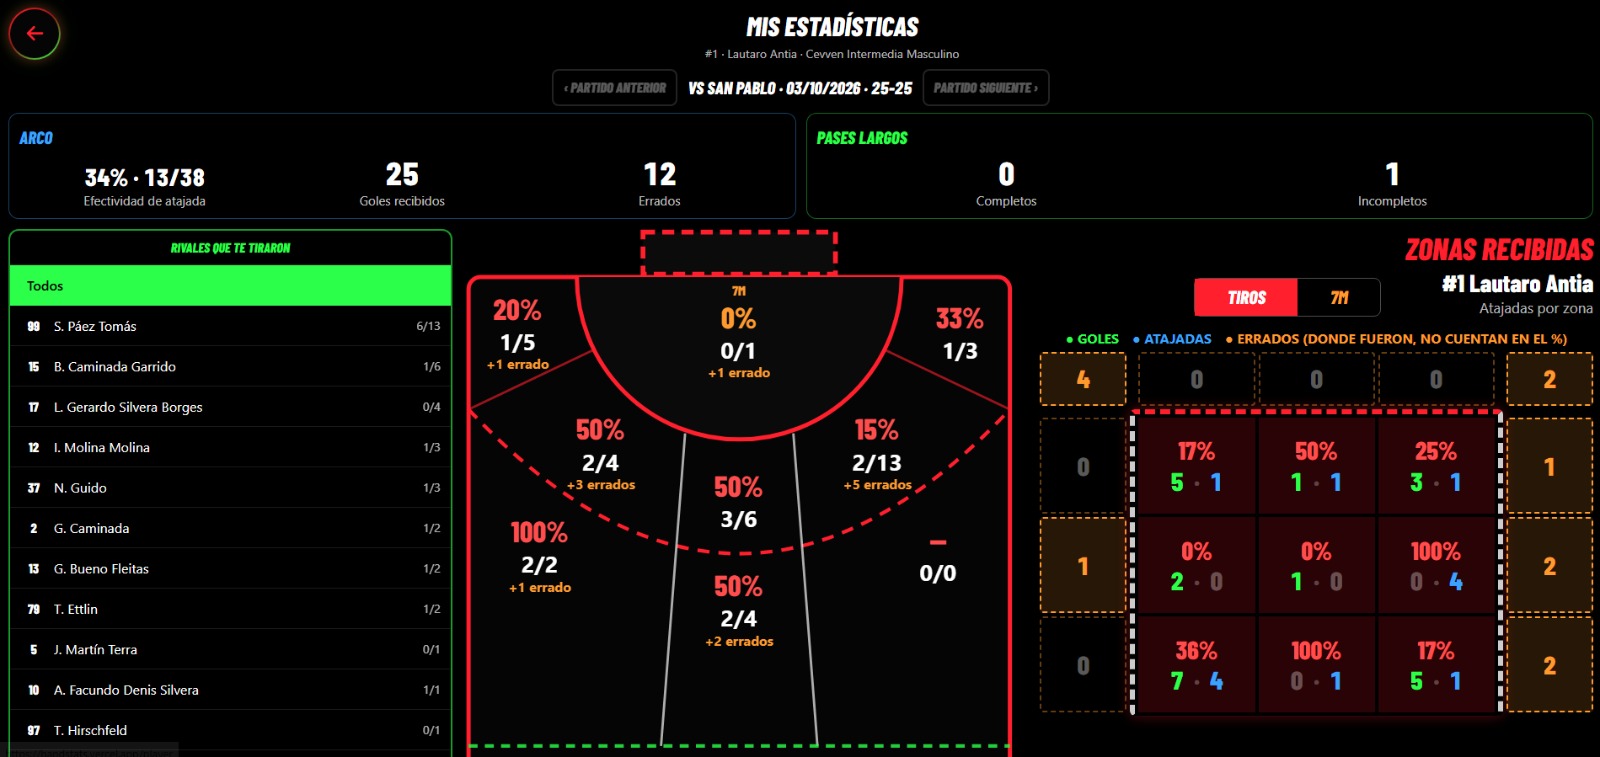 MIS ESTADÍSTICAS
#1 · Lautaro Antia · Cevven Intermedia Masculino
‹ PARTIDO ANTERIOR
VS SAN PABLO · 03/10/2026 · 25-25
PARTIDO SIGUIENTE ›
ARCO
34% · 13/38
Efectividad de atajada
25
Goles recibidos
12
Errados
PASES LARGOS
0
Completos
1
Incompletos
RIVALES QUE TE TIRARON
Todos
99 S. Páez Tomás 6/13
15 B. Caminada Garrido 1/6
17 L. Gerardo Silvera Borges 0/4
12 I. Molina Molina 1/3
37 N. Guido 1/3
2 G. Caminada 1/2
13 G. Bueno Fleitas 1/2
79 T. Ettlin 1/2
5 J. Martín Terra 0/1
10 A. Facundo Denis Silvera 1/1
97 T. Hirschfeld 0/1
20%
1/5
+1 errado
7M
0%
0/1
+1 errado
33%
1/3
50%
2/4
+3 errados
15%
2/13
+5 errados
50%
3/6
100%
2/2
+1 errado
–
0/0
50%
2/4
+2 errados
ZONAS RECIBIDAS
#1 Lautaro Antia
Atajadas por zona
TIROS
7M
• GOLES • ATAJADAS • ERRADOS (DONDE FUERON, NO CUENTAN EN EL %)
4 0 0 0 2
0
17%
5 · 1
50%
1 · 1
25%
3 · 1
1
1
0%
2 · 0
0%
1 · 0
100%
0 · 4
2
0
36%
7 · 4
100%
0 · 1
17%
5 · 1
2